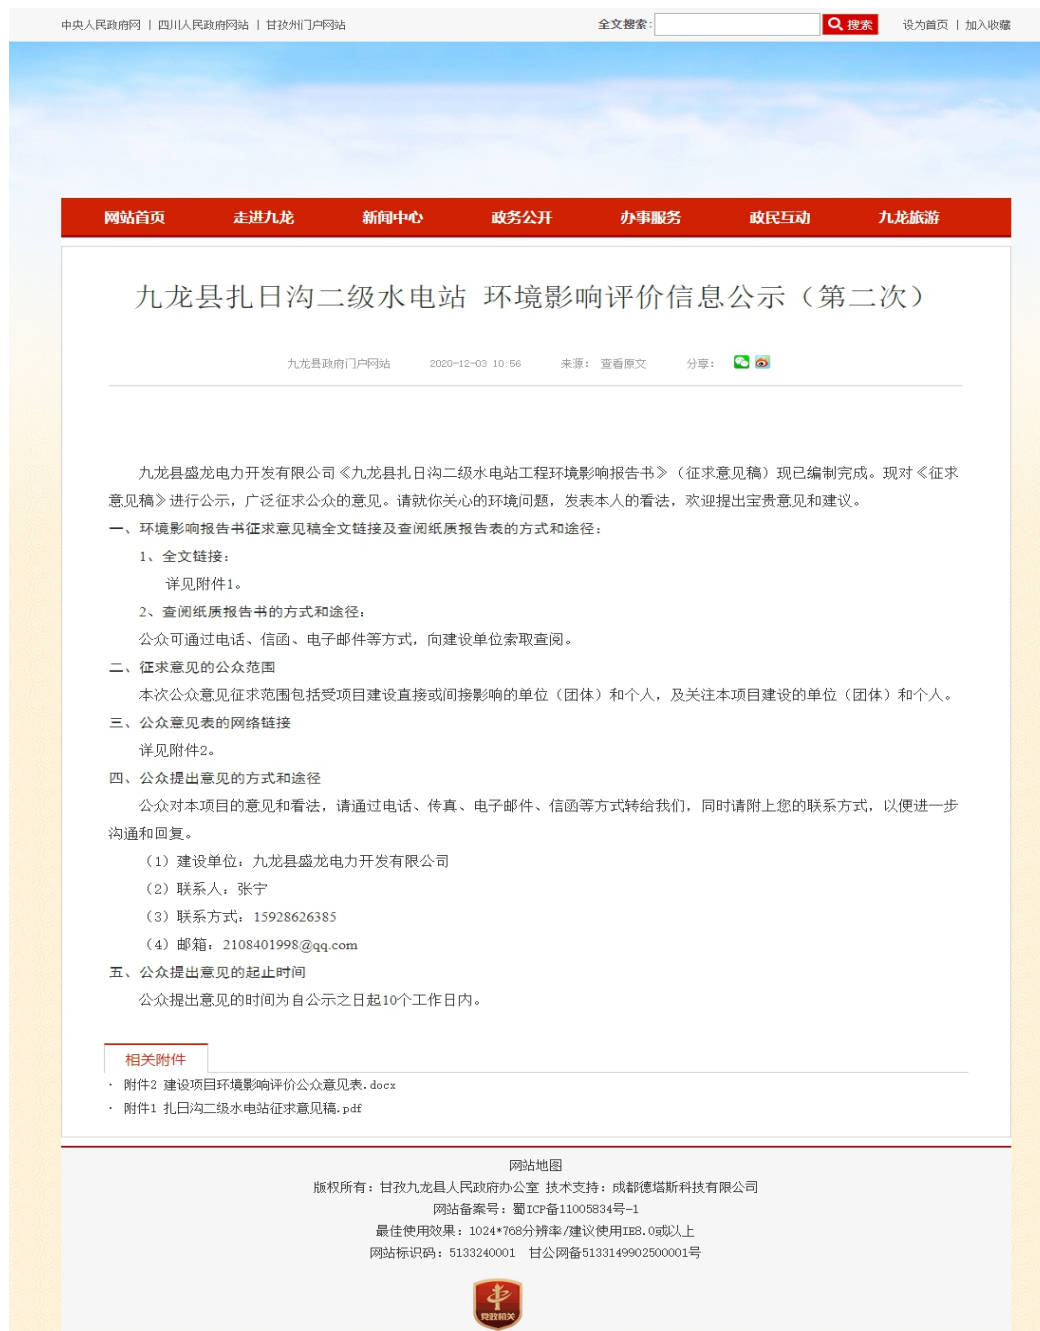 中央人民政府网 | 四川人民政府网站 | 甘孜州门户网站 全文搜索: 搜索 设为首页 | 加入收藏
网站首页 走进九龙 新闻中心 政务公开 办事服务 政民互动 九龙旅游
九龙县扎日沟二级水电站 环境影响评价信息公示（第二次）
九龙县政府门户网站 2020-12-03 10:56 来源: 查看原文 分享:
九龙县盛龙电力开发有限公司《九龙县扎日沟二级水电站工程环境影响报告书》（征求意见稿）现已编制完成。现对《征求
意见稿》进行公示，广泛征求公众的意见。请就你关心的环境问题，发表本人的看法，欢迎提出宝贵意见和建议。
一、环境影响报告书征求意见稿全文链接及查阅纸质报告表的方式和途径：
1、全文链接：
详见附件1。
2、查阅纸质报告书的方式和途径：
公众可通过电话、信函、电子邮件等方式，向建设单位索取查阅。
二、征求意见的公众范围
本次公众意见征求范围包括受项目建设直接或间接影响的单位（团体）和个人，及关注本项目建设的单位（团体）和个人。
三、公众意见表的网络链接
详见附件2。
四、公众提出意见的方式和途径
公众对本项目的意见和看法，请通过电话、传真、电子邮件、信函等方式转给我们，同时请附上您的联系方式，以便进一步
沟通和回复。
（1）建设单位：九龙县盛龙电力开发有限公司
（2）联系人：张宁
（3）联系方式：15928626385
（4）邮箱：2108401998@qq.com
五、公众提出意见的起止时间
公众提出意见的时间为自公示之日起10个工作日内。
相关附件
· 附件2 建设项目环境影响评价公众意见表.docx
· 附件1 扎日沟二级水电站征求意见稿.pdf
网站地图
版权所有：甘孜九龙县人民政府办公室 技术支持：成都德塔斯科技有限公司
网站备案号：蜀ICP备11005834号-1
最佳使用效果：1024*768分辨率/建议使用IE8.0或以上
网站标识码：5133240001 甘公网备5133149902500001号
党政机关